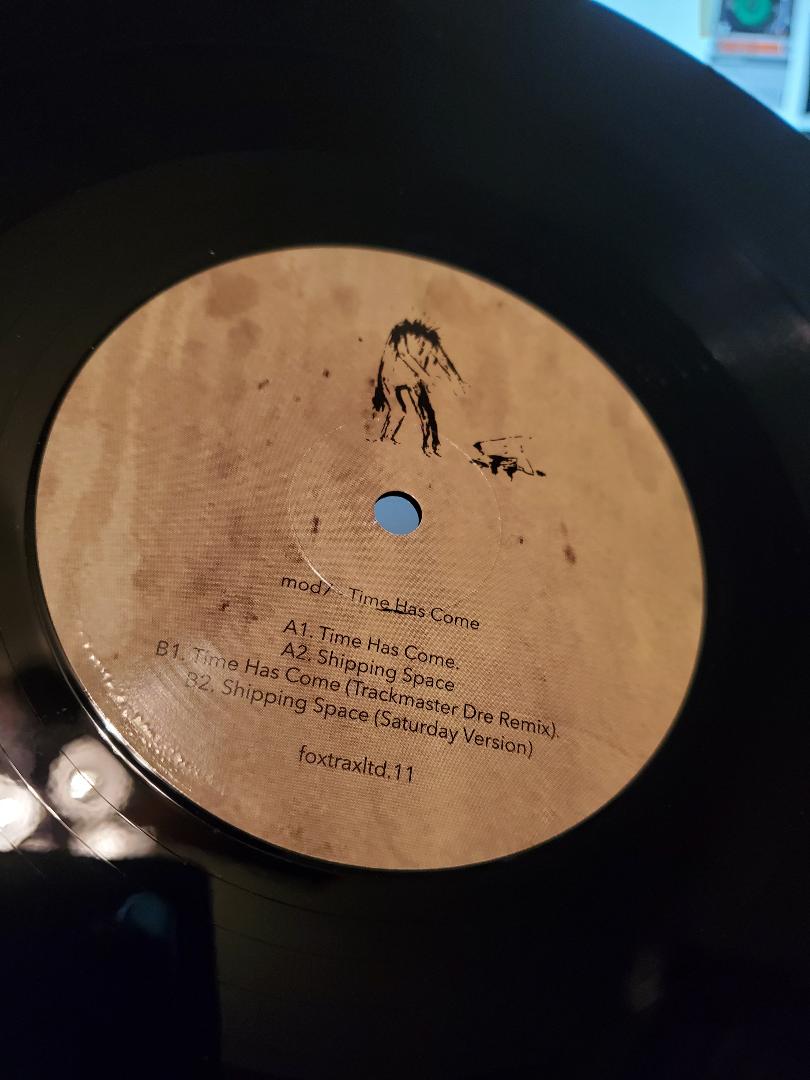 mod7 - Time Has Come
A1. Time Has Come.
A2. Shipping Space
B1. Time Has Come (Trackmaster Dre Remix).
B2. Shipping Space (Saturday Version)
foxtraxltd.11